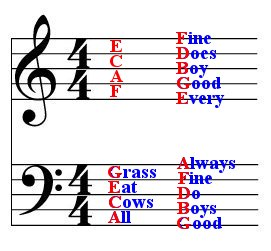 4
4
E
C
A
F
Fine
Does
Boy
Good
Every
4
4
Grass
Eat
Cows
All
Always
Fine
Do
Boys
Good